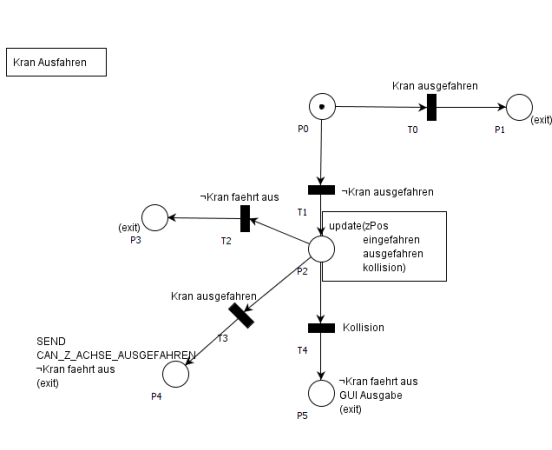 Kran Ausfahren
Kran ausgefahren
P0
T0
P1
(exit)
¬Kran ausgefahren
T1
¬Kran faehrt aus
(exit)
P3
T2
update(zPos
eingefahren
ausgefahren
kollision)
P2
Kran ausgefahren
T3
Kollision
T4
SEND
CAN_Z_ACHSE_AUSGEFAHREN
¬Kran faehrt aus
(exit)
P4
¬Kran faehrt aus
GUI Ausgabe
(exit)
P5